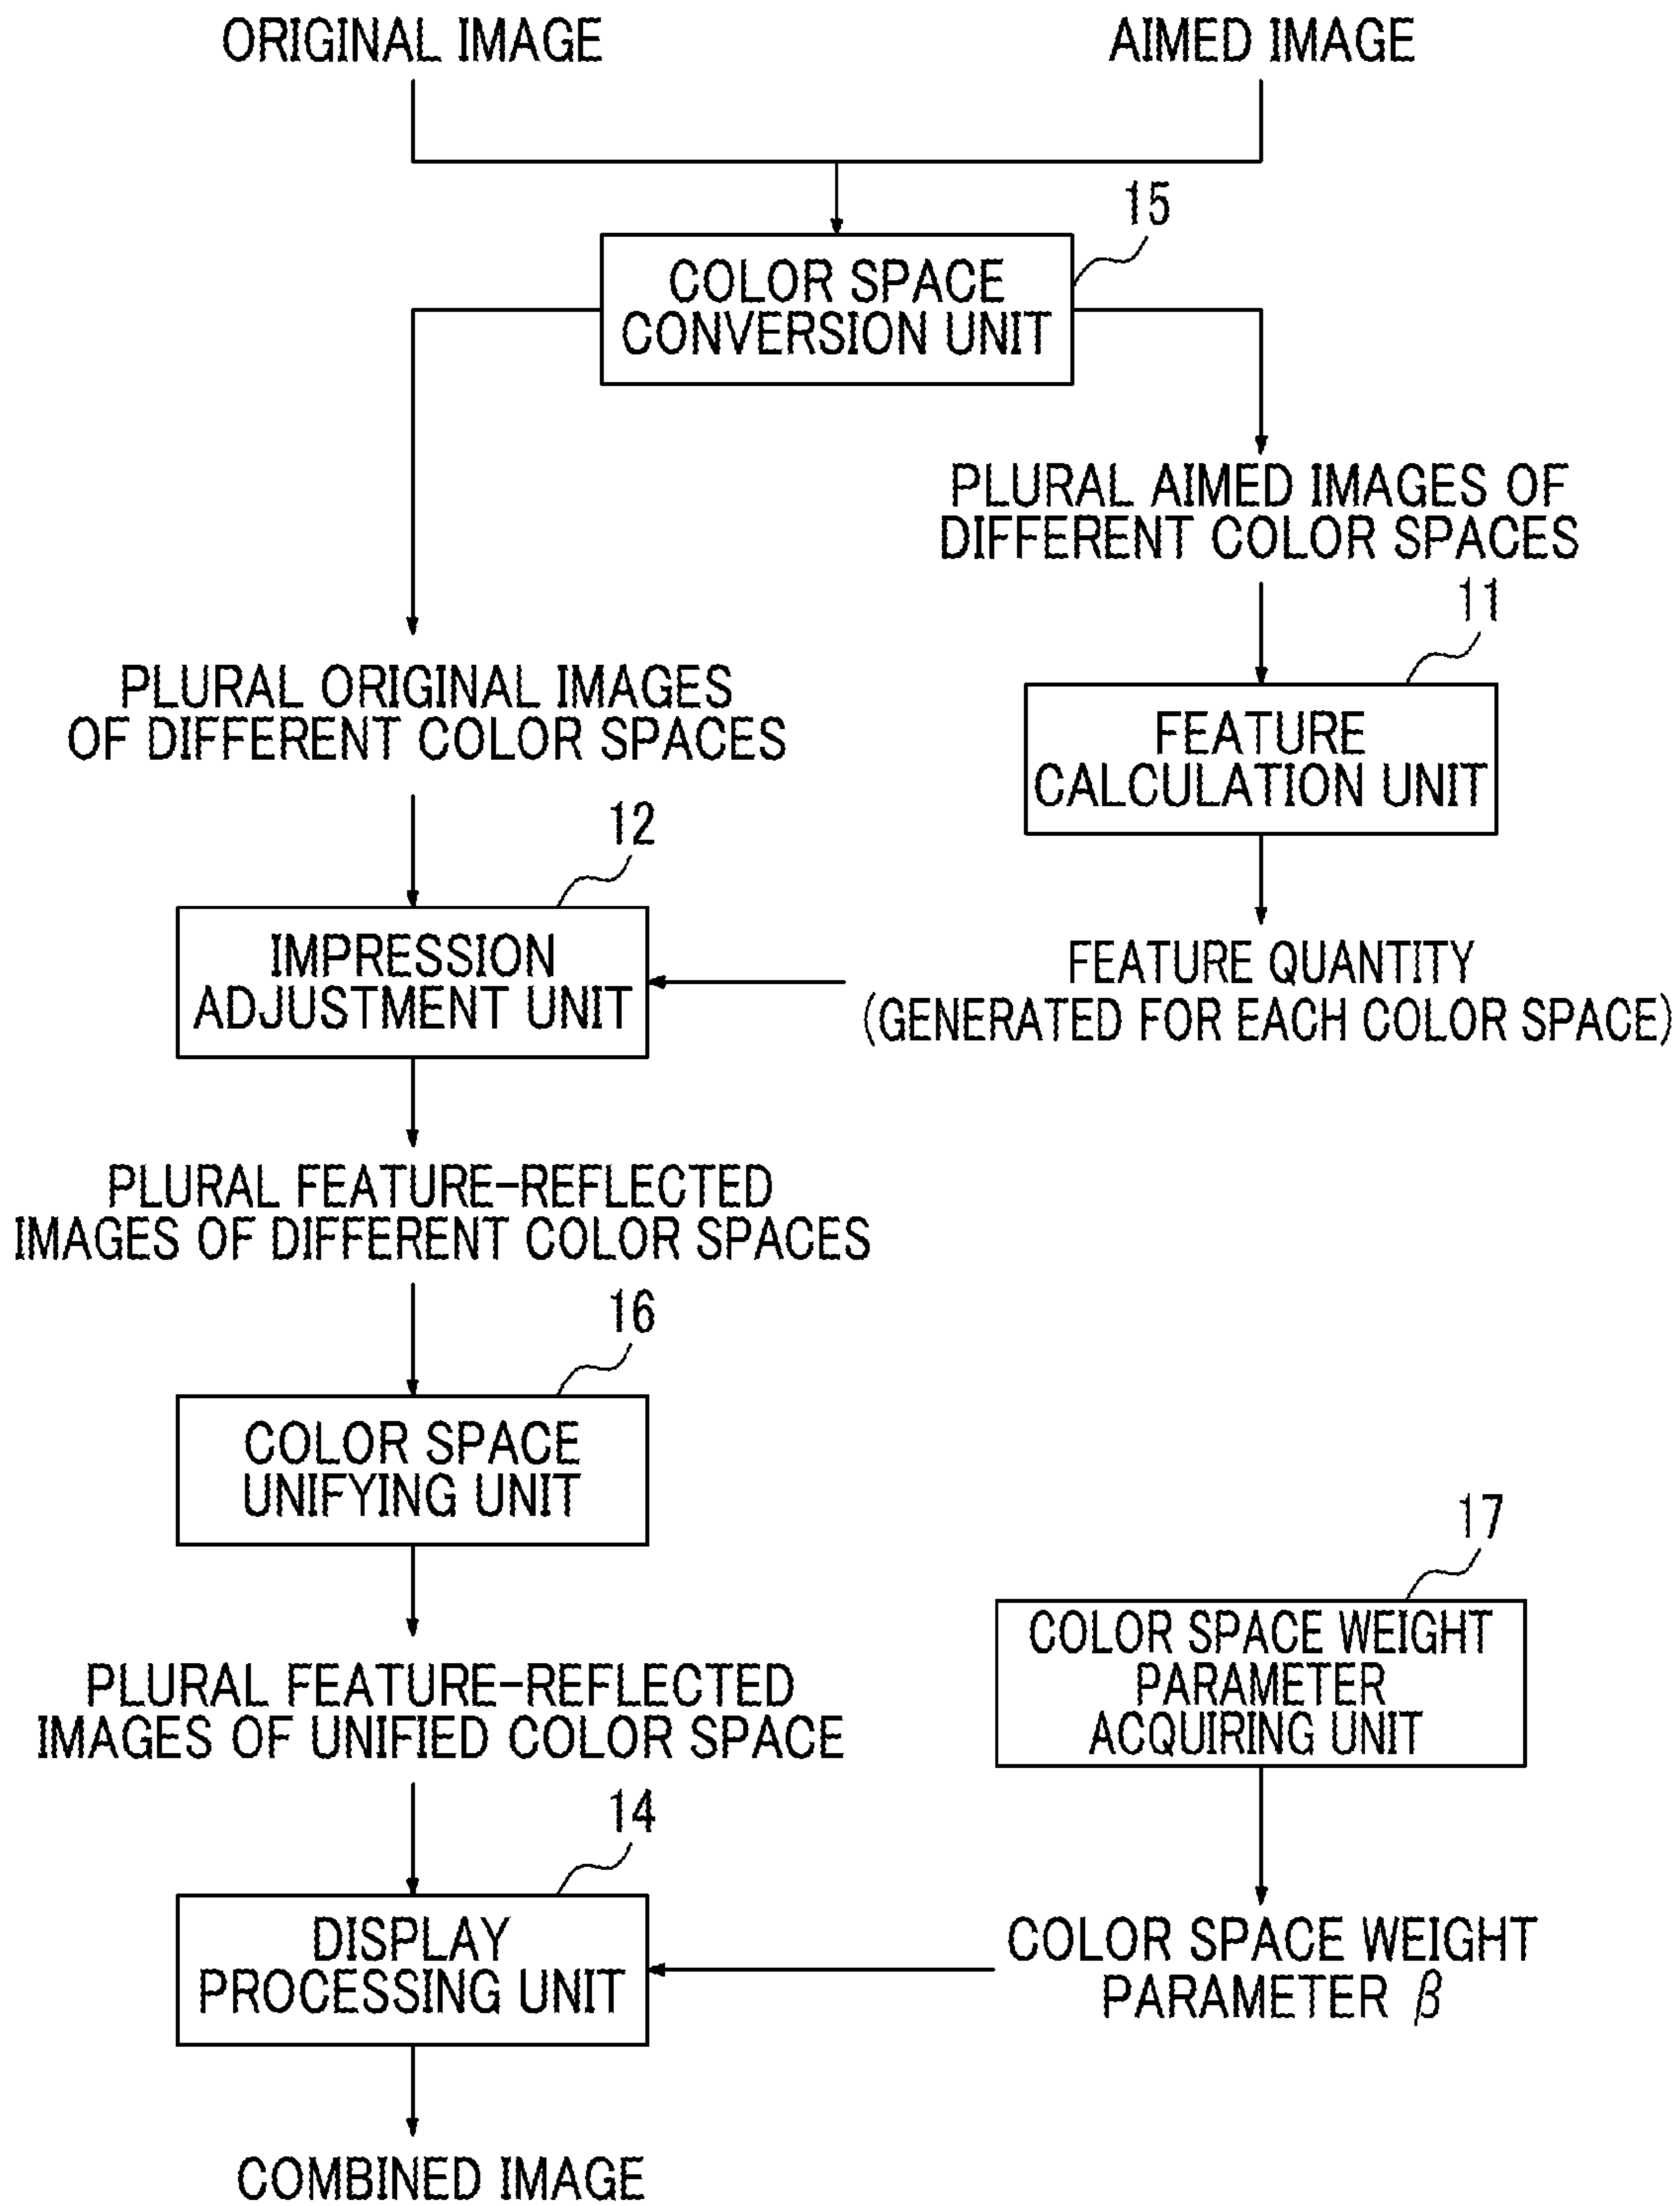 ORIGINAL IMAGE
AIMED IMAGE
15
COLOR SPACE
CONVERSION UNIT
PLURAL AIMED IMAGES OF
DIFFERENT COLOR SPACES
11
PLURAL ORIGINAL IMAGES
OF DIFFERENT COLOR SPACES
FEATURE
CALCULATION UNIT
12
IMPRESSION
ADJUSTMENT UNIT
FEATURE QUANTITY
(GENERATED FOR EACH COLOR SPACE)
PLURAL FEATURE-REFLECTED
IMAGES OF DIFFERENT COLOR SPACES
16
COLOR SPACE
UNIFYING UNIT
17
COLOR SPACE WEIGHT
PARAMETER
ACQUIRING UNIT
PLURAL FEATURE-REFLECTED
IMAGES OF UNIFIED COLOR SPACE
14
DISPLAY
PROCESSING UNIT
COLOR SPACE WEIGHT
PARAMETER β
COMBINED IMAGE